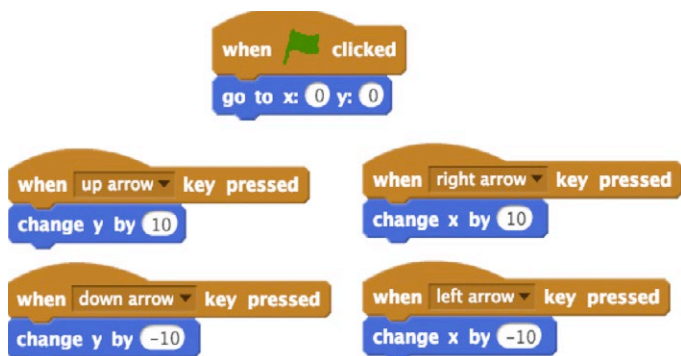 when clicked
go to x: 0 y: 0
when up arrow key pressed
change y by 10
when right arrow key pressed
change x by 10
when down arrow key pressed
change y by -10
when left arrow key pressed
change x by -10